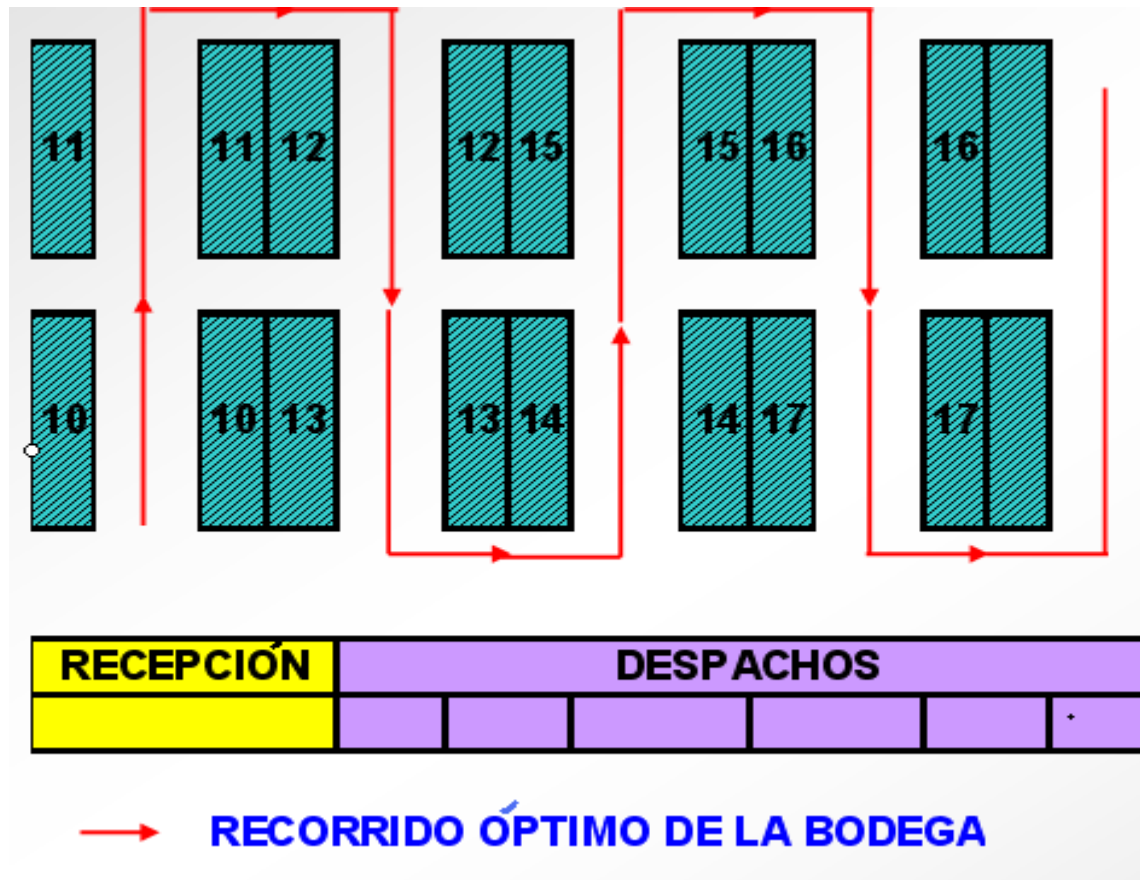 11 11 12 12 15 15 16 16
10 10 13 13 14 14 17 17
RECEPCIÓN DESPACHOS
RECORRIDO ÓPTIMO DE LA BODEGA